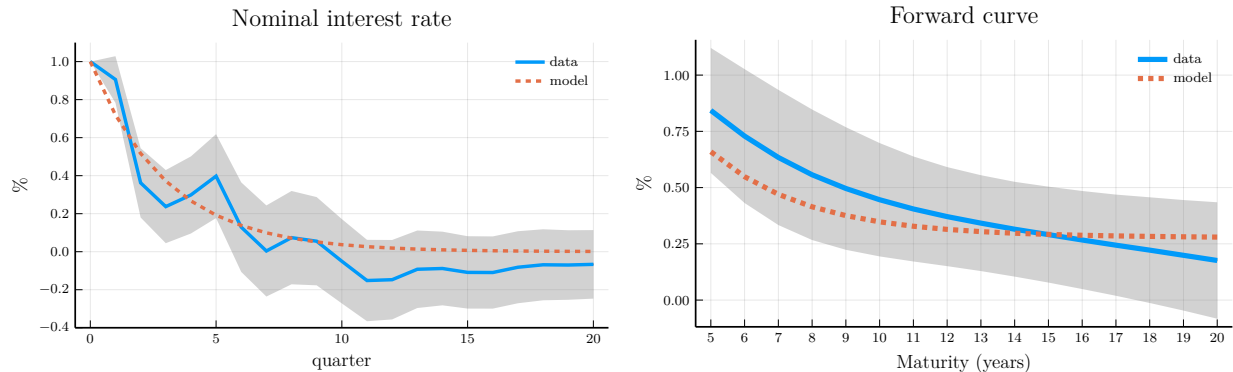 Nominal interest rate
%
1.0
0.8
0.6
0.4
0.2
0.0
−0.2
−0.4
data
model
0 5 10 15 20
quarter
Forward curve
%
1.00
0.75
0.50
0.25
0.00
data
model
5 6 7 8 9 10 11 12 13 14 15 16 17 18 19 20
Maturity (years)